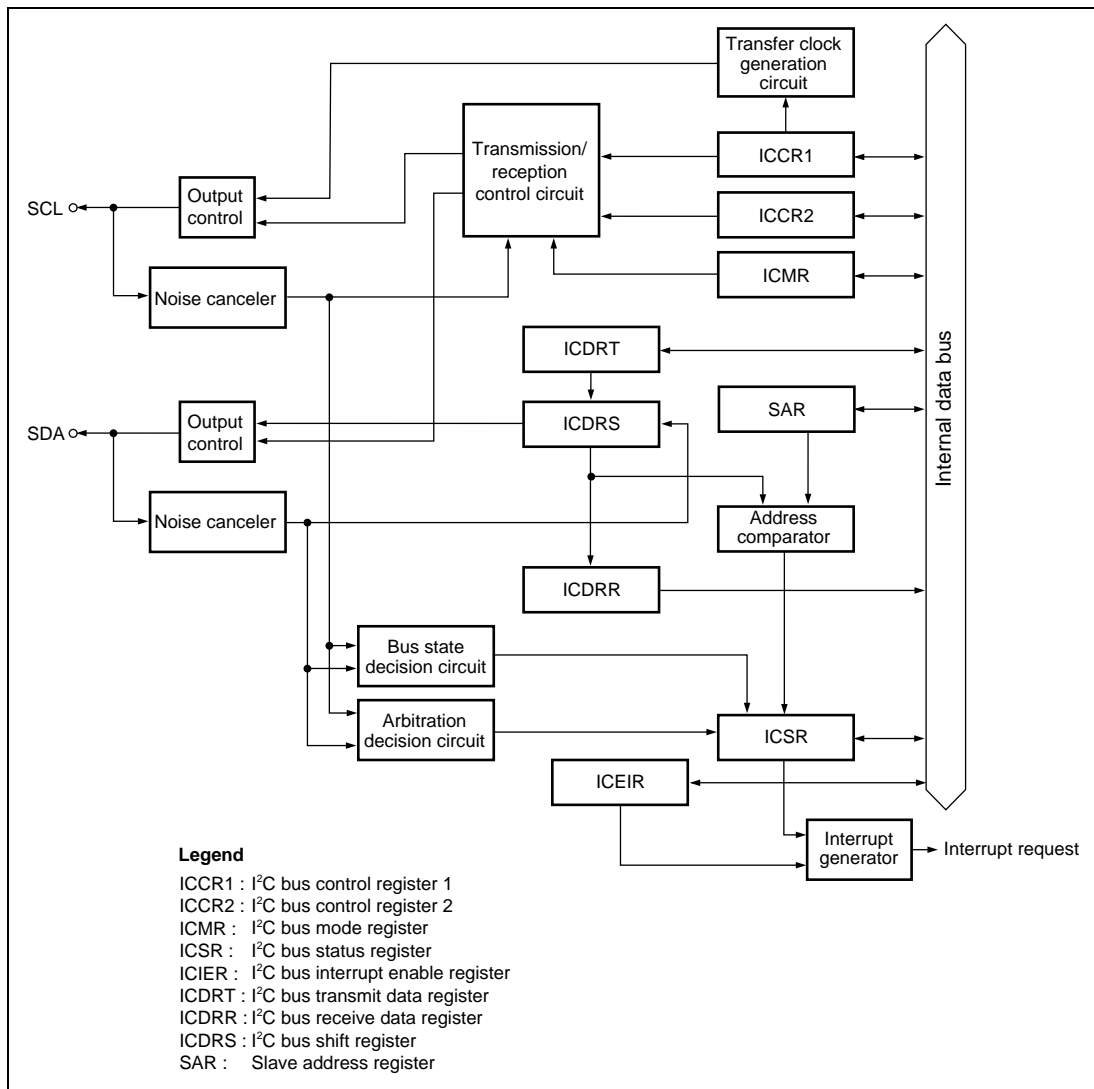 Transfer clock
generation
circuit
Transmission/
reception
control circuit
ICCR1
ICCR2
ICMR
SCL
Output
control
Noise canceler
ICDRT
ICDRS
SAR
SDA
Output
control
Noise canceler
Address
comparator
ICDRR
Internal data bus
Bus state
decision circuit
Arbitration
decision circuit
ICSR
ICEIR
Interrupt
generator
Interrupt request
Legend
ICCR1 : I²C bus control register 1
ICCR2 : I²C bus control register 2
ICMR : I²C bus mode register
ICSR : I²C bus status register
ICIER : I²C bus interrupt enable register
ICDRT : I²C bus transmit data register
ICDRR : I²C bus receive data register
ICDRS : I²C bus shift register
SAR : Slave address register